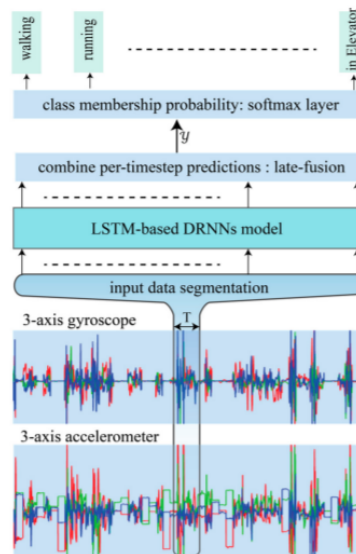 walking
running
in Elevator
class membership probability: softmax layer
y
combine per-timestep predictions : late-fusion
LSTM-based DRNNs model
input data segmentation
3-axis gyroscope
T
3-axis accelerometer